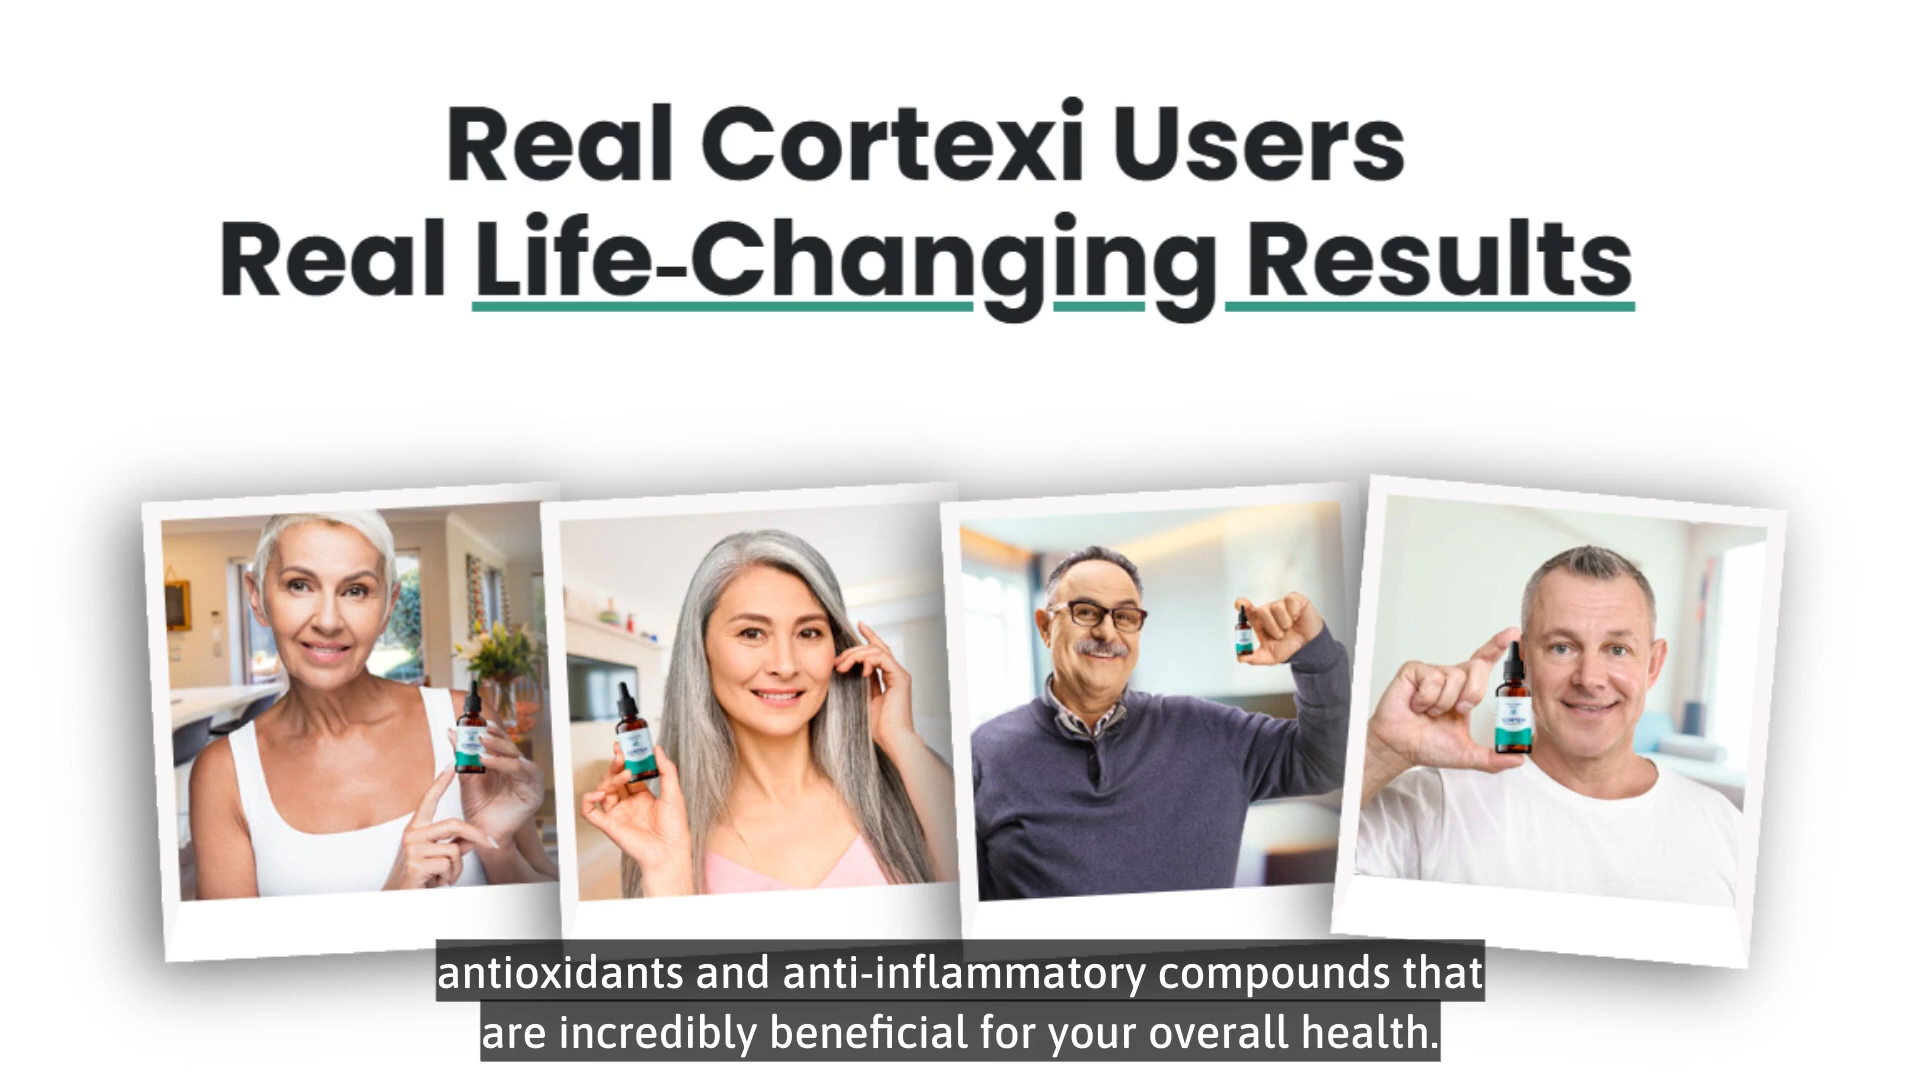 Real Cortexi Users
Real Life-Changing Results
antioxidants and anti-inflammatory compounds that
are incredibly beneficial for your overall health.